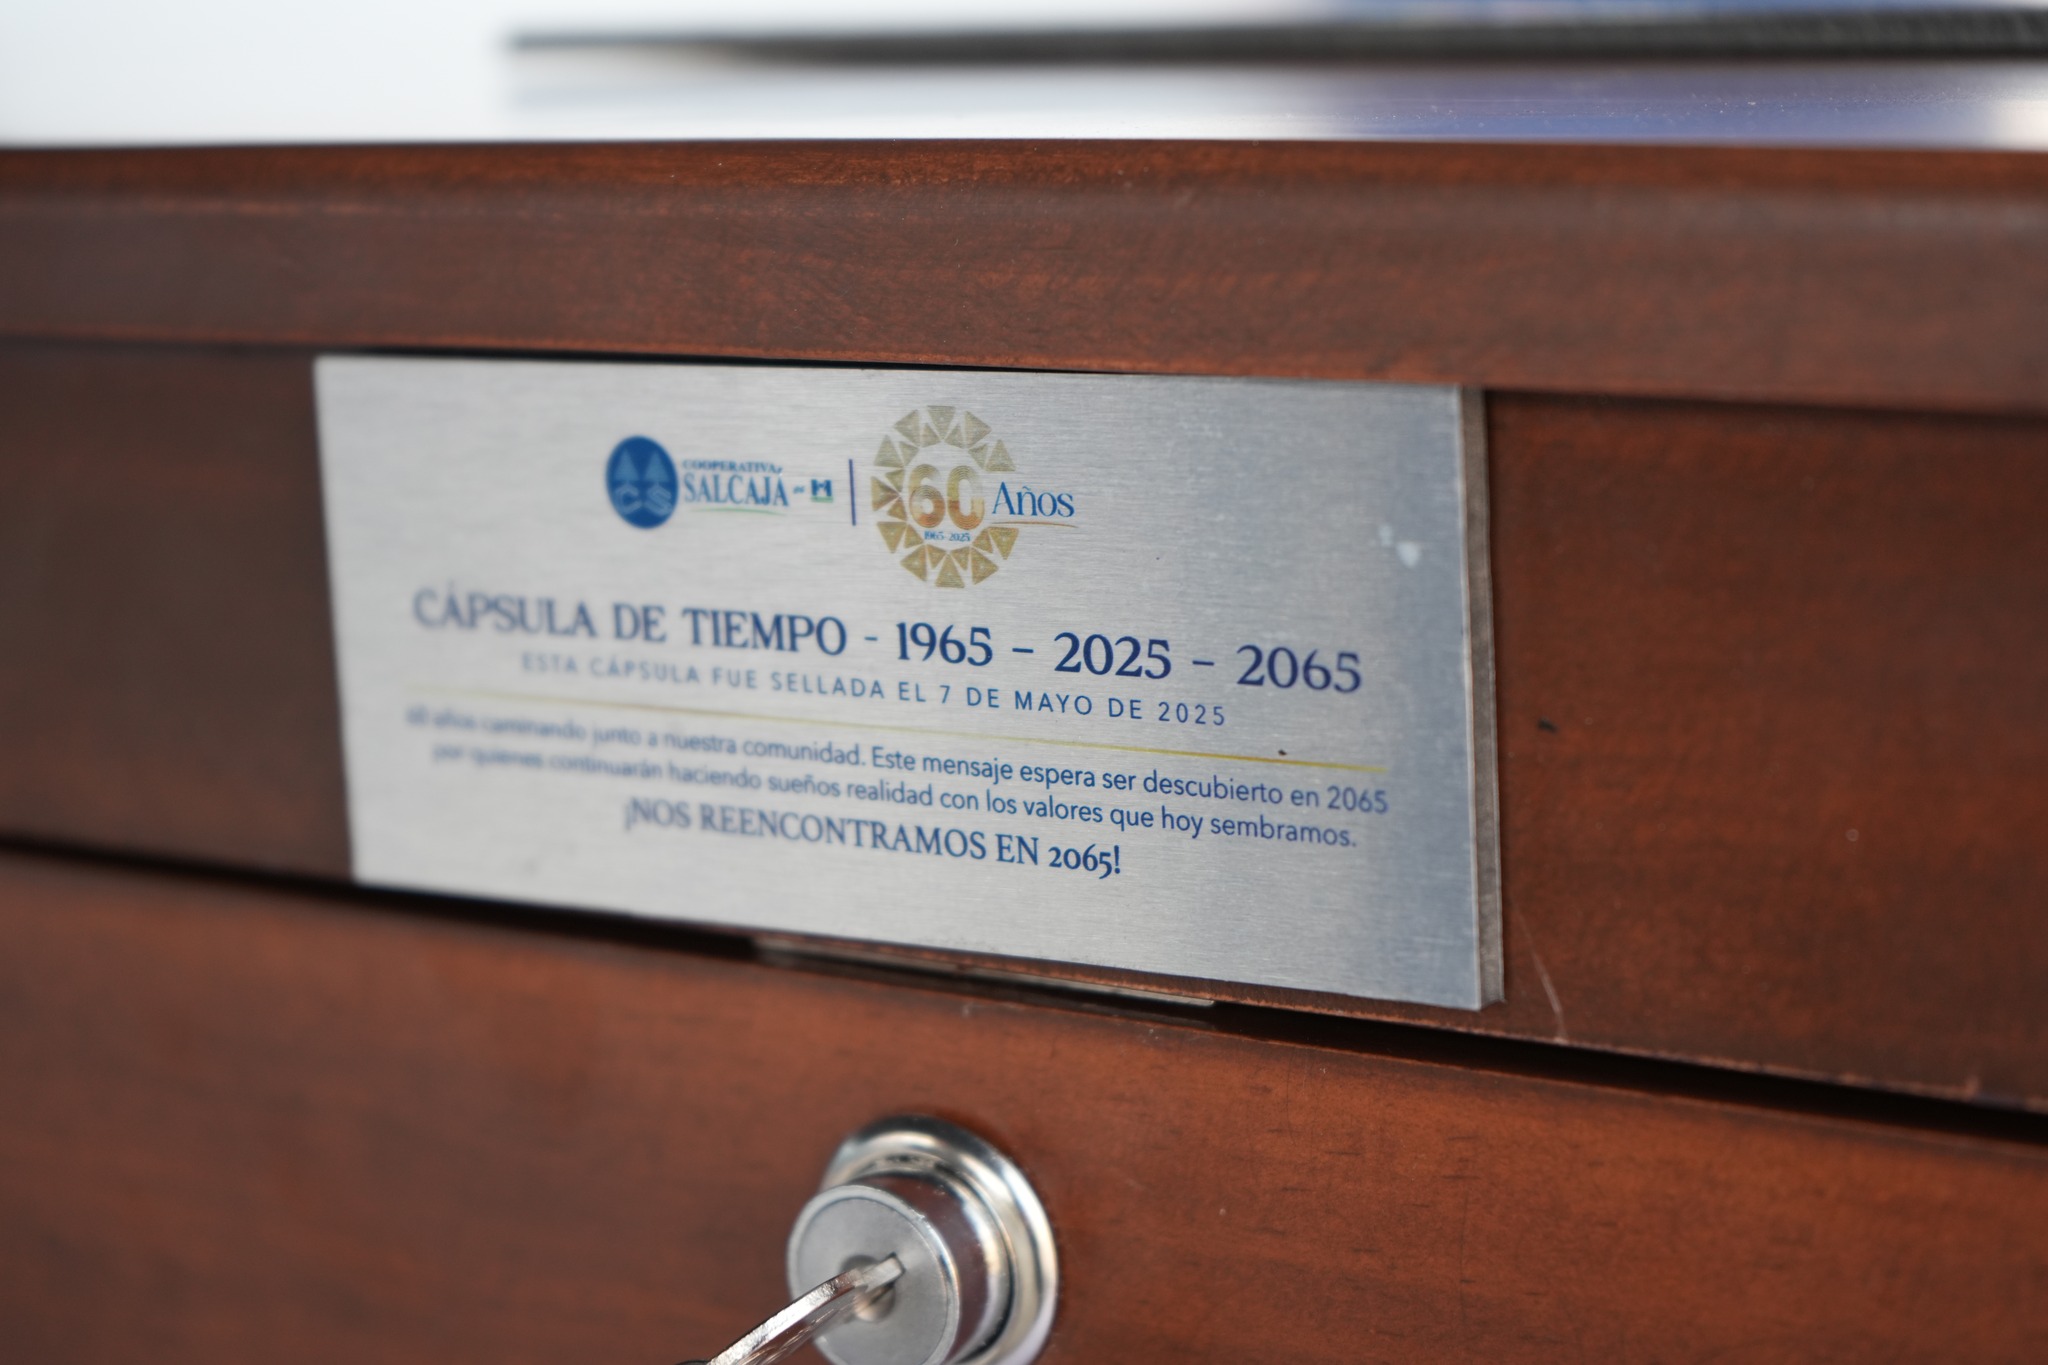 CS
COOPERATIVA
SALCAJÁ
60 Años
1965-2025
CÁPSULA DE TIEMPO - 1965 - 2025 - 2065
ESTA CÁPSULA FUE SELLADA EL 7 DE MAYO DE 2025
60 años caminando junto a nuestra comunidad. Este mensaje espera ser descubierto en 2065
por quienes continuarán haciendo sueños realidad con los valores que hoy sembramos.
¡NOS REENCONTRAMOS EN 2065!